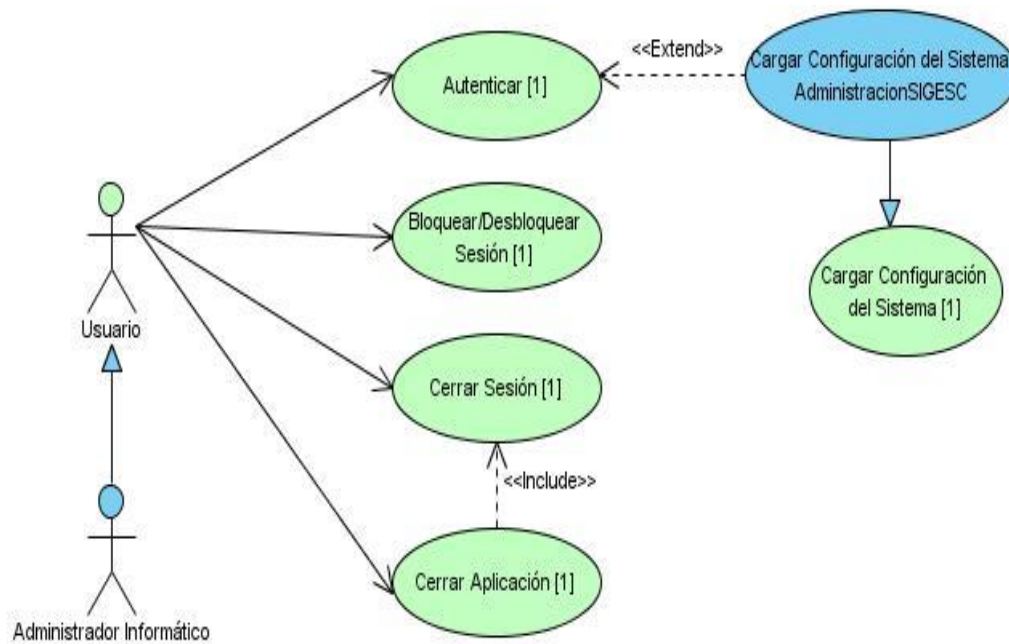 <<Extend>>
Cargar Configuración del Sistema
AdministracionSIGESC
Autenticar [1]
Bloquear/Desbloquear
Sesión [1]
Cargar Configuración
del Sistema [1]
Usuario
Cerrar Sesión [1]
<<Include>>
Cerrar Aplicación [1]
Administrador Informático